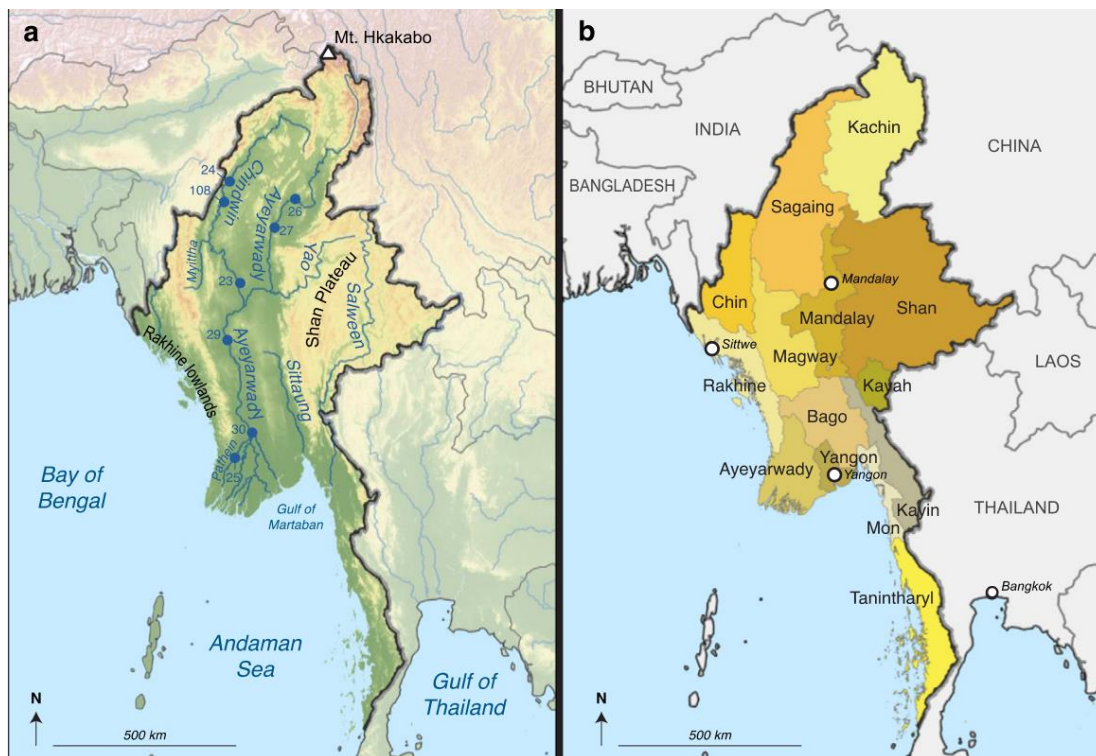 a
Mt. Hkakabo
24
108
Chindwin
26
Ayeyarwady
27
Myittha
Yao
23
Shan Plateau
Salween
29
Rakhine lowlands
Ayeyarwady
Sittaung
30
Pathein
25
Bay of
Bengal
Gulf of
Martaban
Andaman
Sea
Gulf of
Thailand
N
500 km
b
BHUTAN
INDIA
Kachin
CHINA
BANGLADESH
Sagaing
Mandalay
Chin
Shan
Mandalay
Sittwe
Magway
LAOS
Rakhine
Kayah
Bago
Yangon
Ayeyarwady
Yangon
THAILAND
Kayin
Mon
Bangkok
Tanintharyl
N
500 km